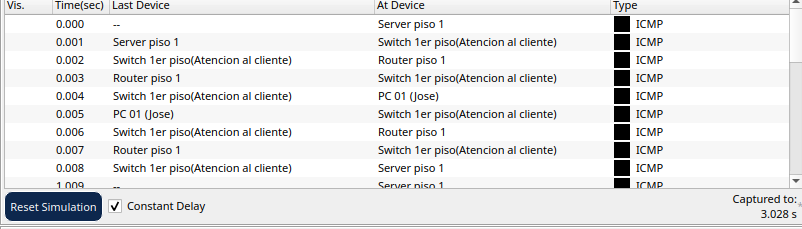 Vis. Time(sec) Last Device At Device Type
0.000 -- Server piso 1 ICMP
0.001 Server piso 1 Switch 1er piso(Atencion al cliente) ICMP
0.002 Switch 1er piso(Atencion al cliente) Router piso 1 ICMP
0.003 Router piso 1 Switch 1er piso(Atencion al cliente) ICMP
0.004 Switch 1er piso(Atencion al cliente) PC 01 (Jose) ICMP
0.005 PC 01 (Jose) Switch 1er piso(Atencion al cliente) ICMP
0.006 Switch 1er piso(Atencion al cliente) Router piso 1 ICMP
0.007 Router piso 1 Switch 1er piso(Atencion al cliente) ICMP
0.008 Switch 1er piso(Atencion al cliente) Server piso 1 ICMP
1.009 -- Server piso 1 ICMP
Reset Simulation Constant Delay
Captured to:
3.028 s